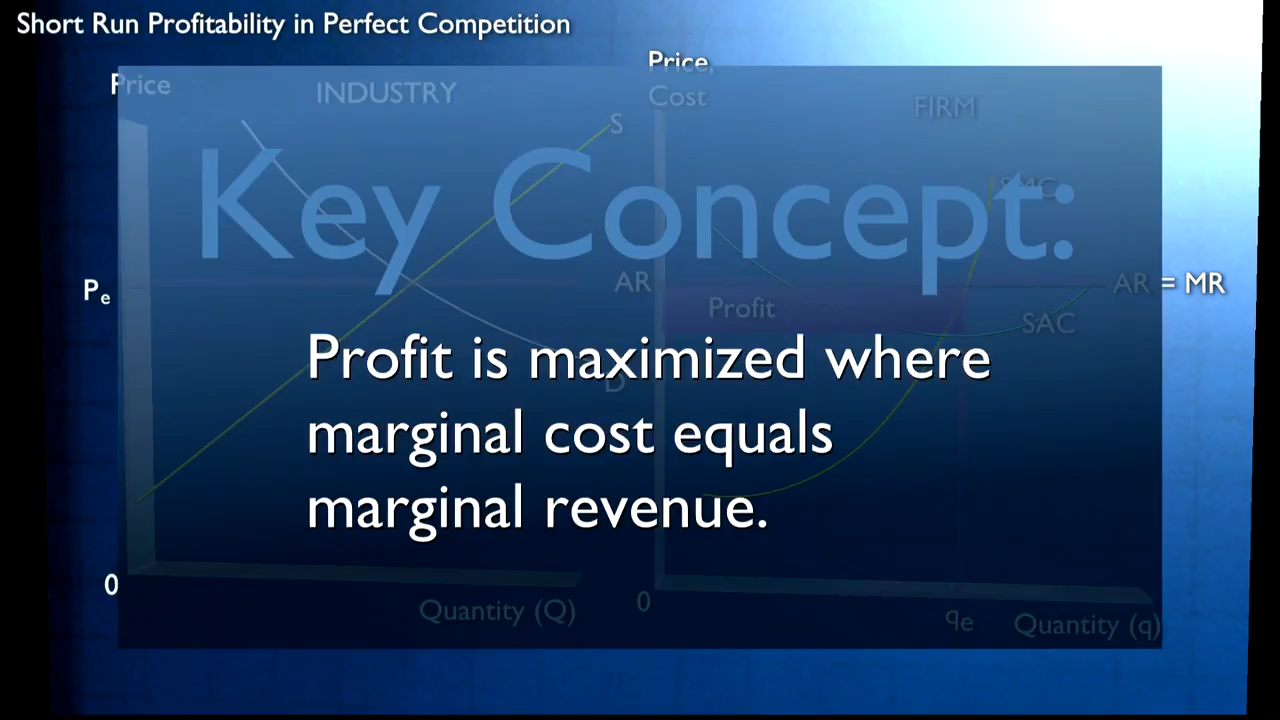 Short Run Profitability in Perfect Competition
Price
INDUSTRY
S
Price,
Cost
FIRM
SMC
Key Concept:
Pe
AR
AR = MR
Profit
SAC
Profit is maximized where
D
marginal cost equals
marginal revenue.
0
Quantity (Q)
0
qe
Quantity (q)